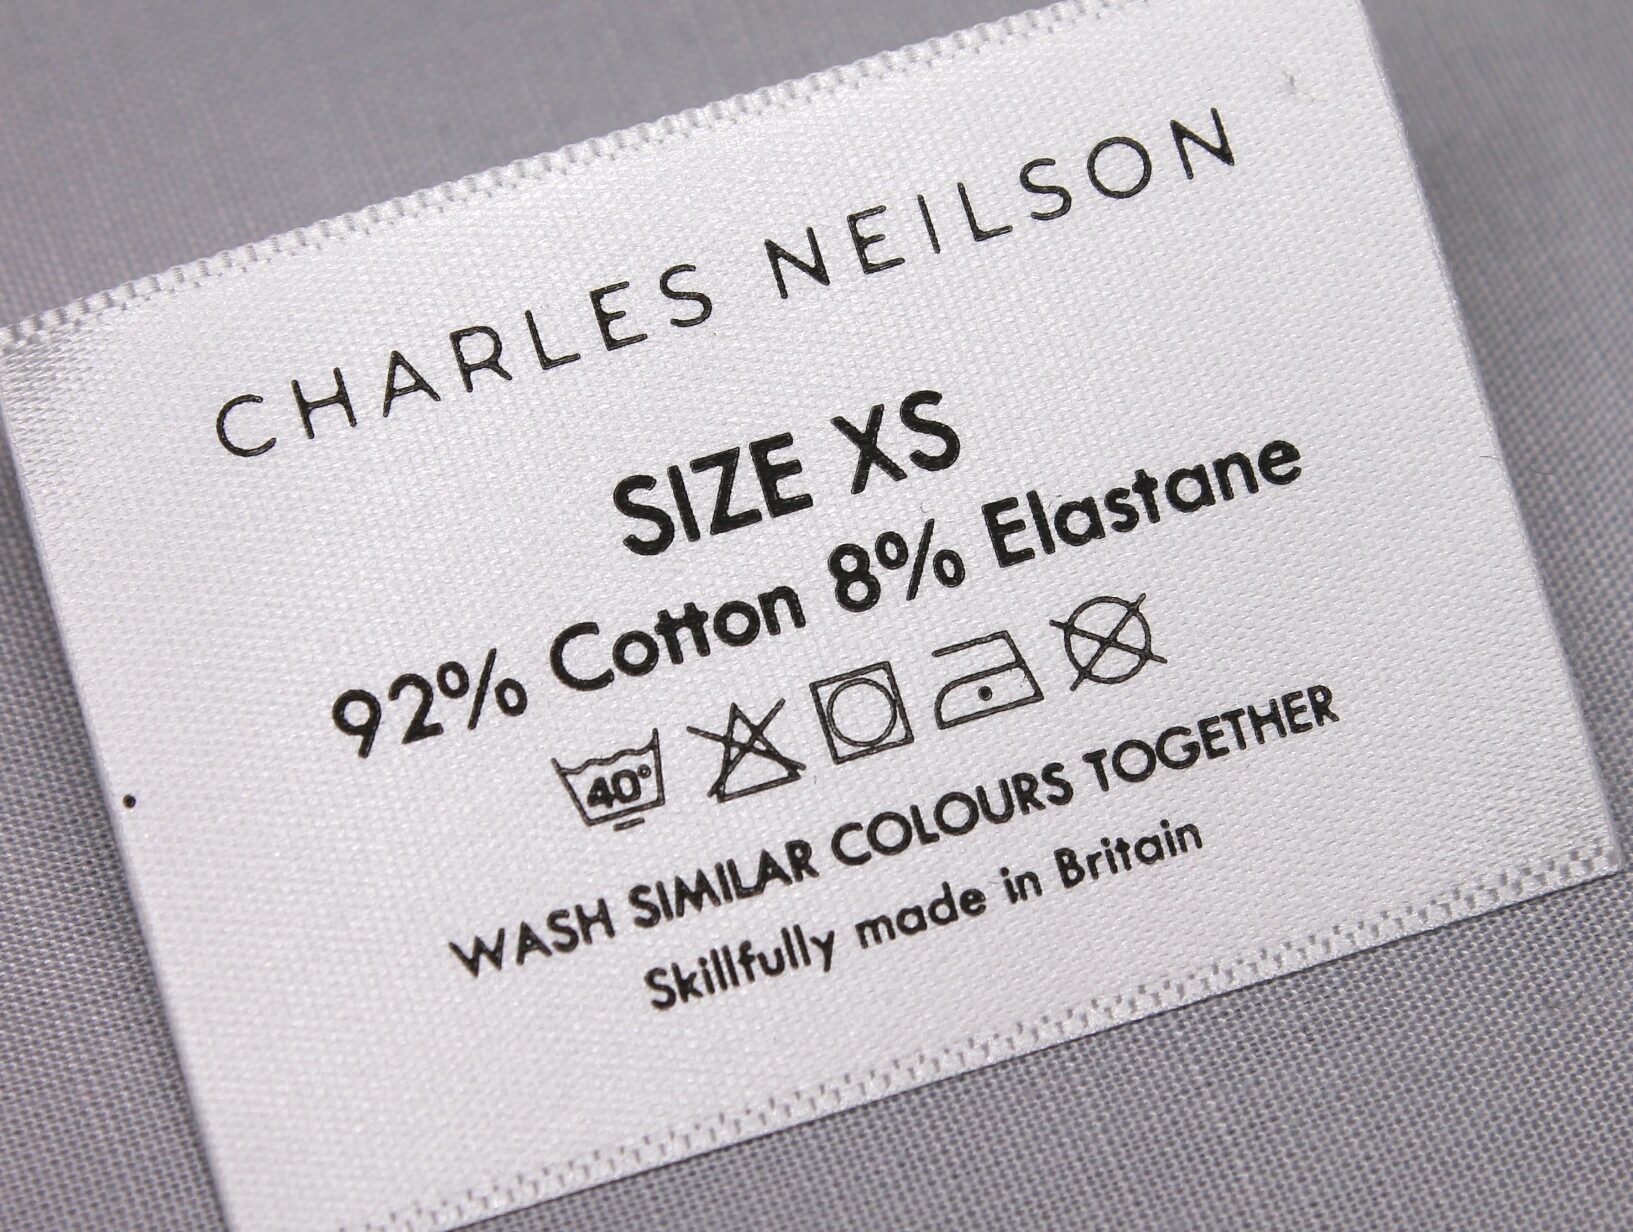 CHARLES NEILSON
SIZE XS
92% Cotton 8% Elastane
40°
WASH SIMILAR COLOURS TOGETHER
Skillfully made in Britain